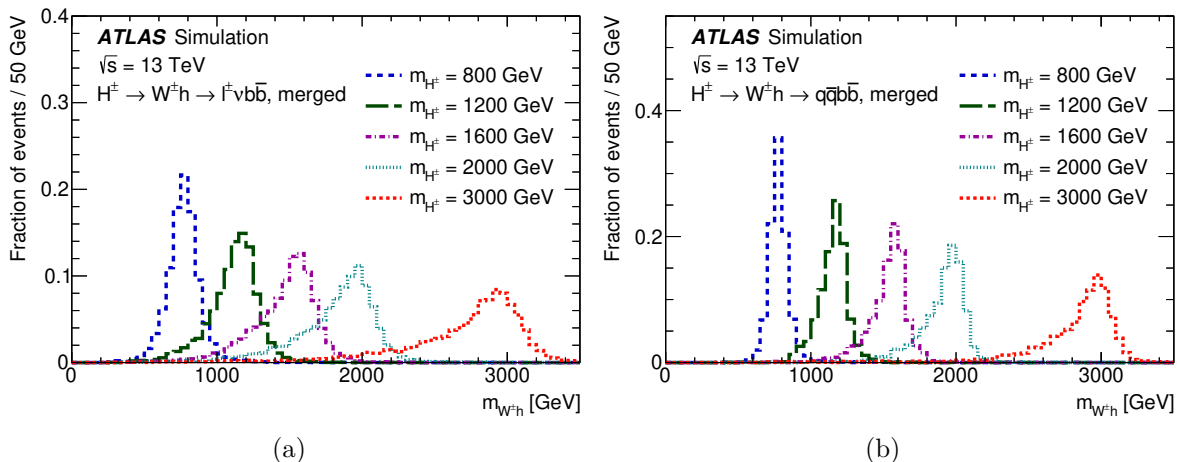 ATLAS Simulation
√s = 13 TeV
H± → W±h → l±νbb̅, merged
m_H± = 800 GeV
m_H± = 1200 GeV
m_H± = 1600 GeV
m_H± = 2000 GeV
m_H± = 3000 GeV
Fraction of events / 50 GeV
0.4
0.3
0.2
0.1
0
0 1000 2000 3000
m_W±h [GeV]
(a)
ATLAS Simulation
√s = 13 TeV
H± → W±h → qq̅bb̅, merged
m_H± = 800 GeV
m_H± = 1200 GeV
m_H± = 1600 GeV
m_H± = 2000 GeV
m_H± = 3000 GeV
Fraction of events / 50 GeV
0.4
0.2
0
0 1000 2000 3000
m_W±h [GeV]
(b)